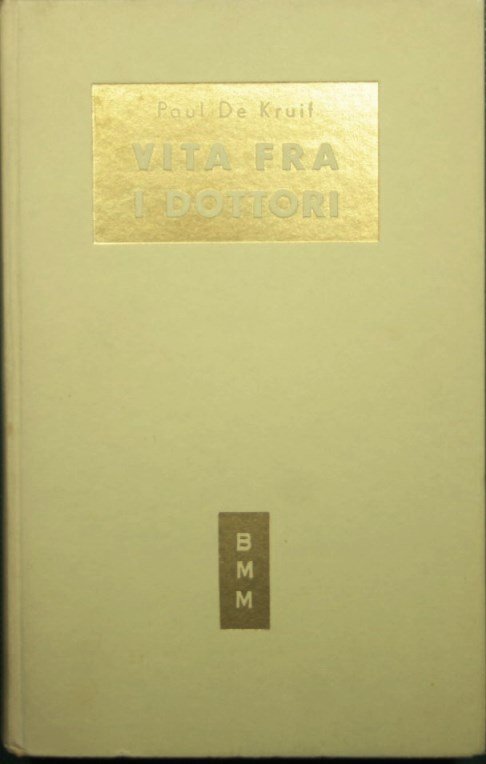 Paul De Kruif
VITA FRA
I DOTTORI
B
M
M